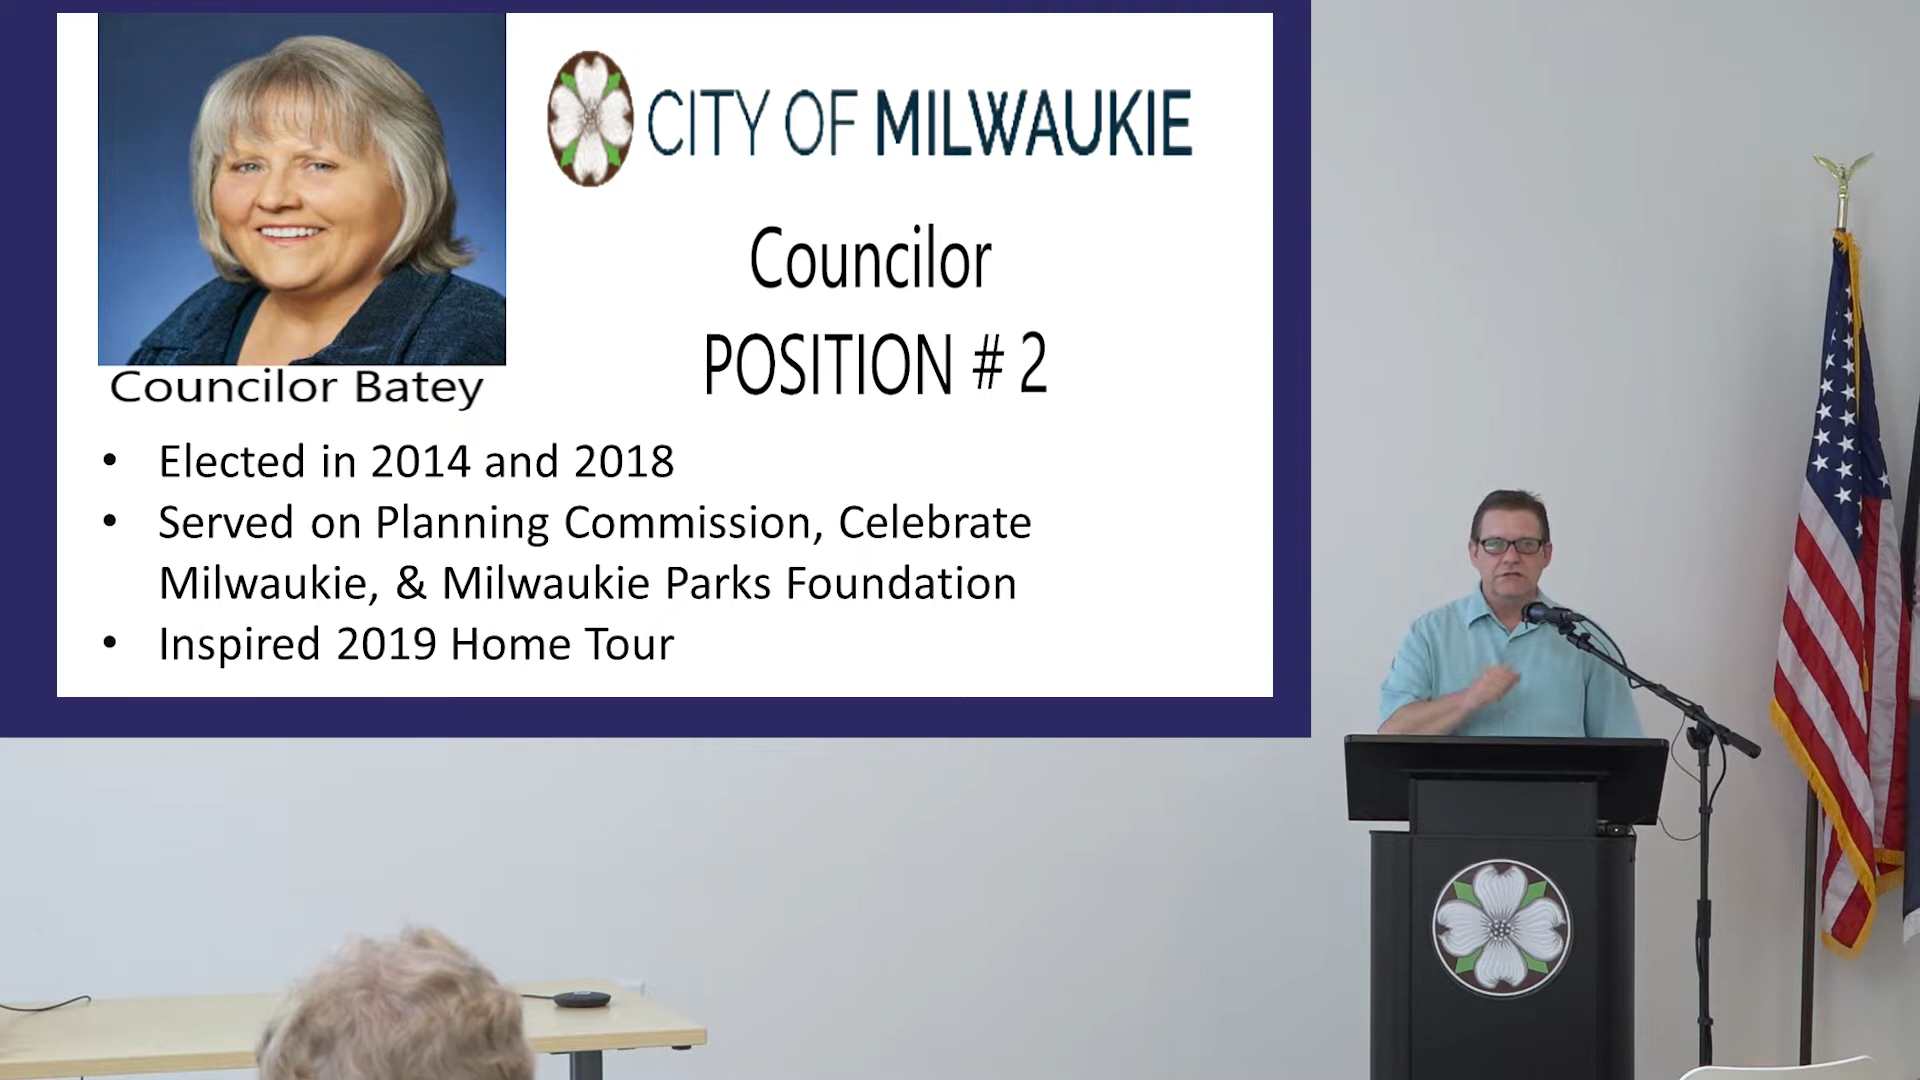 CITY OF MILWAUKIE
Councilor
POSITION # 2
Councilor Batey
• Elected in 2014 and 2018
• Served on Planning Commission, Celebrate
Milwaukie, & Milwaukie Parks Foundation
• Inspired 2019 Home Tour